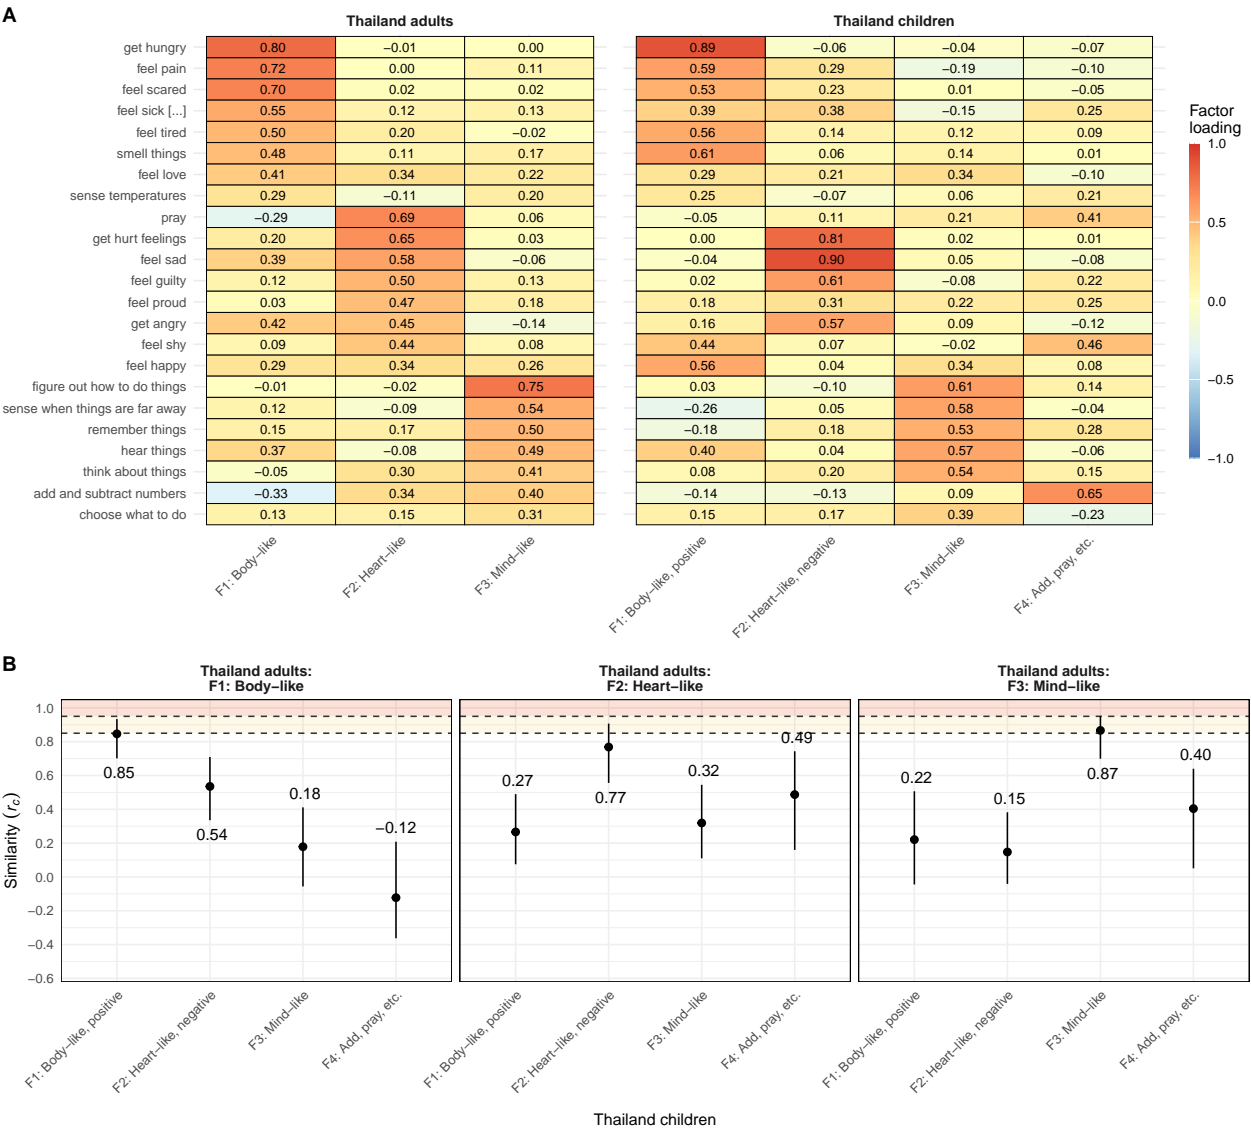 A
Thailand adults
Thailand children
get hungry 0.80 −0.01 0.00 0.89 −0.06 −0.04 −0.07
feel pain 0.72 0.00 0.11 0.59 0.29 −0.19 −0.10
feel scared 0.70 0.02 0.02 0.53 0.23 0.01 −0.05
feel sick [...] 0.55 0.12 0.13 0.39 0.38 −0.15 0.25
feel tired 0.50 0.20 −0.02 0.56 0.14 0.12 0.09
smell things 0.48 0.11 0.17 0.61 0.06 0.14 0.01
feel love 0.41 0.34 0.22 0.29 0.21 0.34 −0.10
sense temperatures 0.29 −0.11 0.20 0.25 −0.07 0.06 0.21
pray −0.29 0.69 0.06 −0.05 0.11 0.21 0.41
get hurt feelings 0.20 0.65 0.03 0.00 0.81 0.02 0.01
feel sad 0.39 0.58 −0.06 −0.04 0.90 0.05 −0.08
feel guilty 0.12 0.50 0.13 0.02 0.61 −0.08 0.22
feel proud 0.03 0.47 0.18 0.18 0.31 0.22 0.25
get angry 0.42 0.45 −0.14 0.16 0.57 0.09 −0.12
feel shy 0.09 0.44 0.08 0.44 0.07 −0.02 0.46
feel happy 0.29 0.34 0.26 0.56 0.04 0.34 0.08
figure out how to do things −0.01 −0.02 0.75 0.03 −0.10 0.61 0.14
sense when things are far away 0.12 −0.09 0.54 −0.26 0.05 0.58 −0.04
remember things 0.15 0.17 0.50 −0.18 0.18 0.53 0.28
hear things 0.37 −0.08 0.49 0.40 0.04 0.57 −0.06
think about things −0.05 0.30 0.41 0.08 0.20 0.54 0.15
add and subtract numbers −0.33 0.34 0.40 −0.14 −0.13 0.09 0.65
choose what to do 0.13 0.15 0.31 0.15 0.17 0.39 −0.23
F1: Body−like
F2: Heart−like
F3: Mind−like
F1: Body−like, positive
F2: Heart−like, negative
F3: Mind−like
F4: Add, pray, etc.
Factor
loading
1.0
0.5
0.0
−0.5
−1.0
B
Thailand adults:
F1: Body−like
Thailand adults:
F2: Heart−like
Thailand adults:
F3: Mind−like
Similarity (rc)
1.0
0.8
0.6
0.4
0.2
0.0
−0.2
−0.4
−0.6
0.85
0.54
0.18
−0.12
0.27
0.77
0.32
0.49
0.22
0.15
0.87
0.40
F1: Body−like, positive
F2: Heart−like, negative
F3: Mind−like
F4: Add, pray, etc.
F1: Body−like, positive
F2: Heart−like, negative
F3: Mind−like
F4: Add, pray, etc.
F1: Body−like, positive
F2: Heart−like, negative
F3: Mind−like
F4: Add, pray, etc.
Thailand children